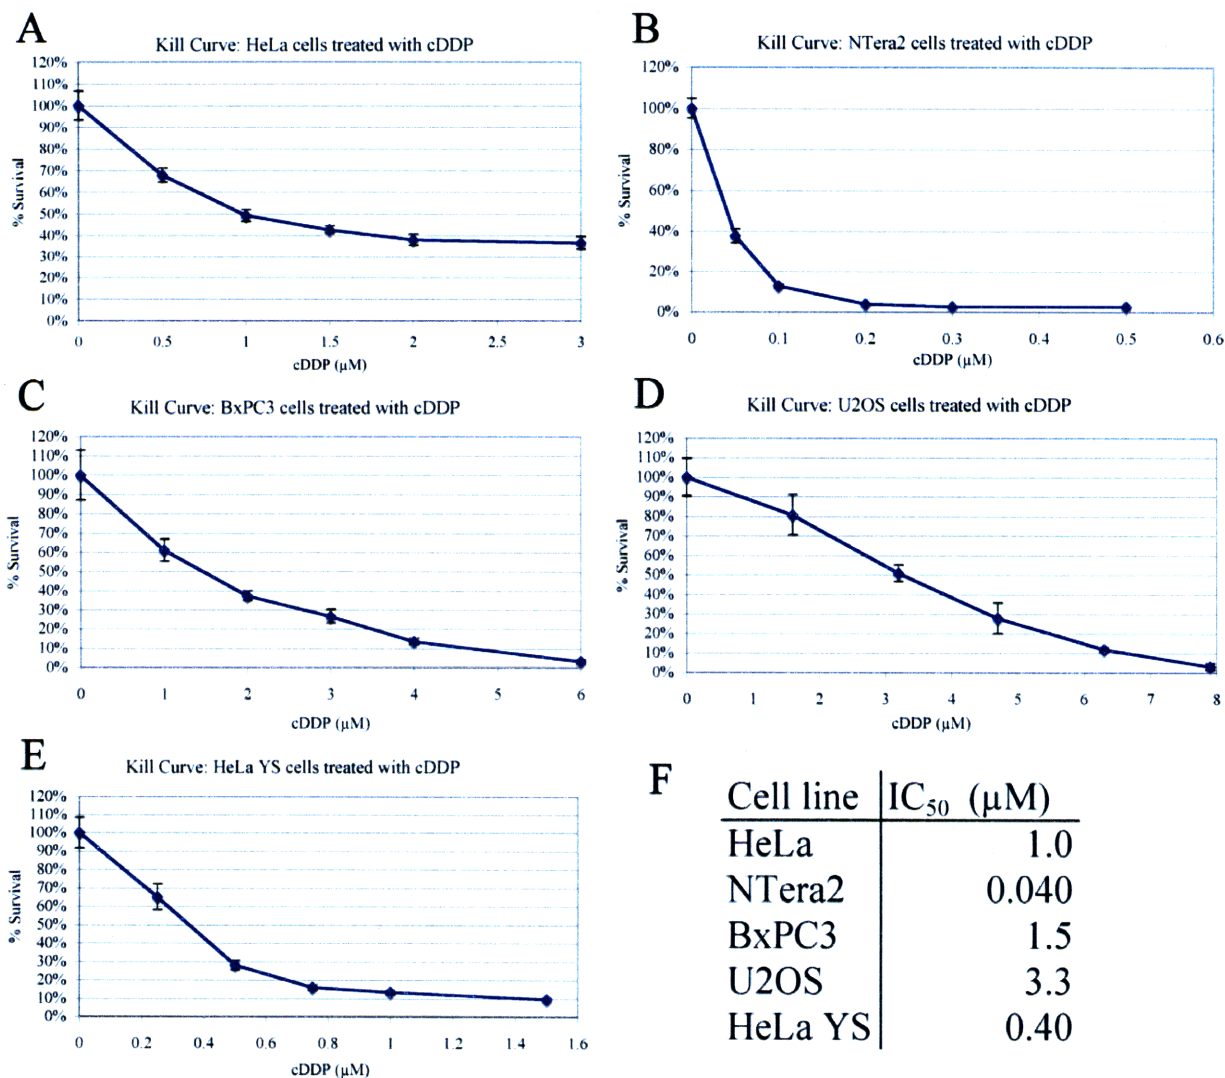 A
Kill Curve: HeLa cells treated with cDDP
120%
110%
100%
90%
80%
70%
60%
50%
40%
30%
20%
10%
0%
% Survival
0 0.5 1 1.5 2 2.5 3
cDDP (µM)
B
Kill Curve: NTera2 cells treated with cDDP
120%
100%
80%
60%
40%
20%
0%
% Survival
0 0.1 0.2 0.3 0.4 0.5 0.6
cDDP (µM)
C
Kill Curve: BxPC3 cells treated with cDDP
120%
110%
100%
90%
80%
70%
60%
50%
40%
30%
20%
10%
0%
% Survival
0 1 2 3 4 5 6
cDDP (µM)
D
Kill Curve: U2OS cells treated with cDDP
120%
110%
100%
90%
80%
70%
60%
50%
40%
30%
20%
10%
0%
% Survival
0 1 2 3 4 5 6 7 8
cDDP (µM)
E
Kill Curve: HeLa YS cells treated with cDDP
120%
110%
100%
90%
80%
70%
60%
50%
40%
30%
20%
10%
0%
% Survival
0 0.2 0.4 0.6 0.8 1 1.2 1.4 1.6
cDDP (µM)
F
Cell line IC50 (µM)
HeLa 1.0
NTera2 0.040
BxPC3 1.5
U2OS 3.3
HeLa YS 0.40